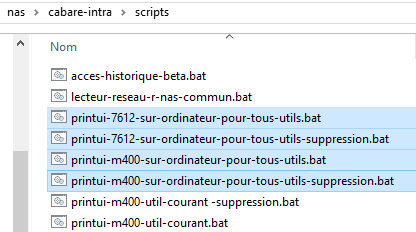 nas > cabare-intra > scripts
Nom
acces-historique-beta.bat
lecteur-reseau-r-nas-commun.bat
printui-7612-sur-ordinateur-pour-tous-utils.bat
printui-7612-sur-ordinateur-pour-tous-utils-suppression.bat
printui-m400-sur-ordinateur-pour-tous-utils.bat
printui-m400-sur-ordinateur-pour-tous-utils-suppression.bat
printui-m400-util-courant -suppression.bat
printui-m400-util-courant.bat